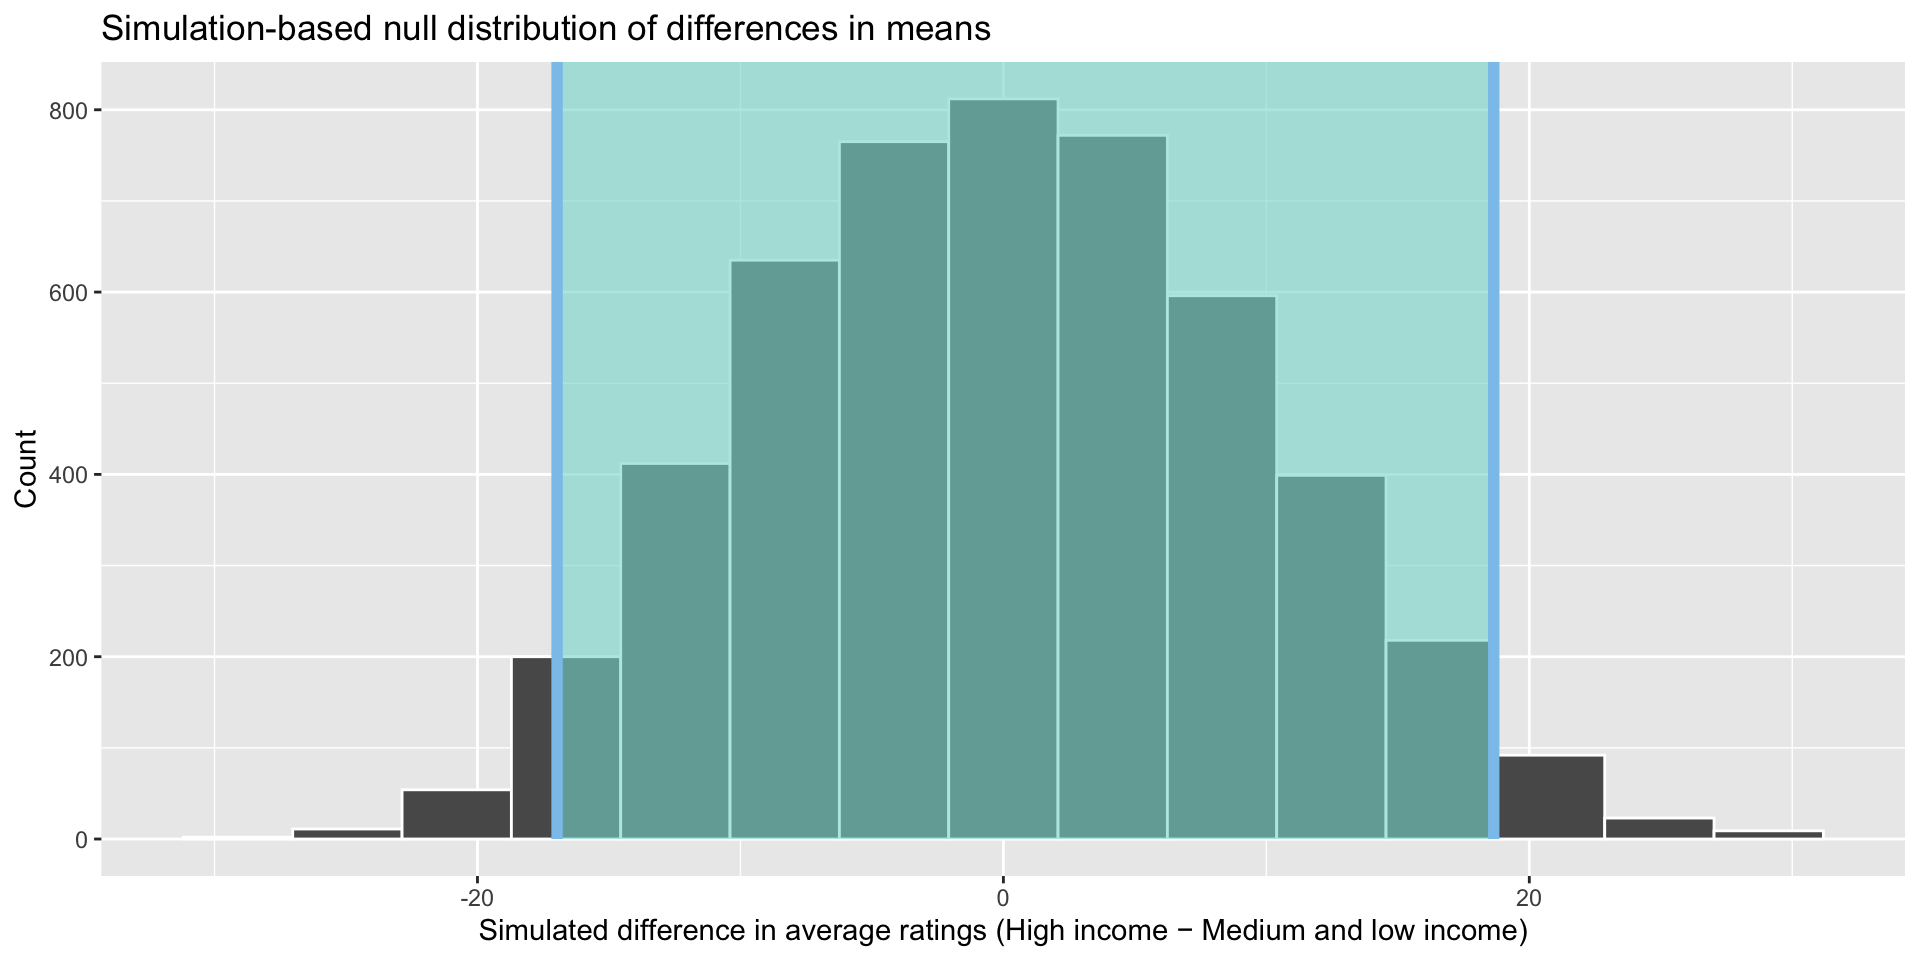 Simulation-based null distribution of differences in means
Count
800
600
400
200
0
-20 0 20
Simulated difference in average ratings (High income − Medium and low income)